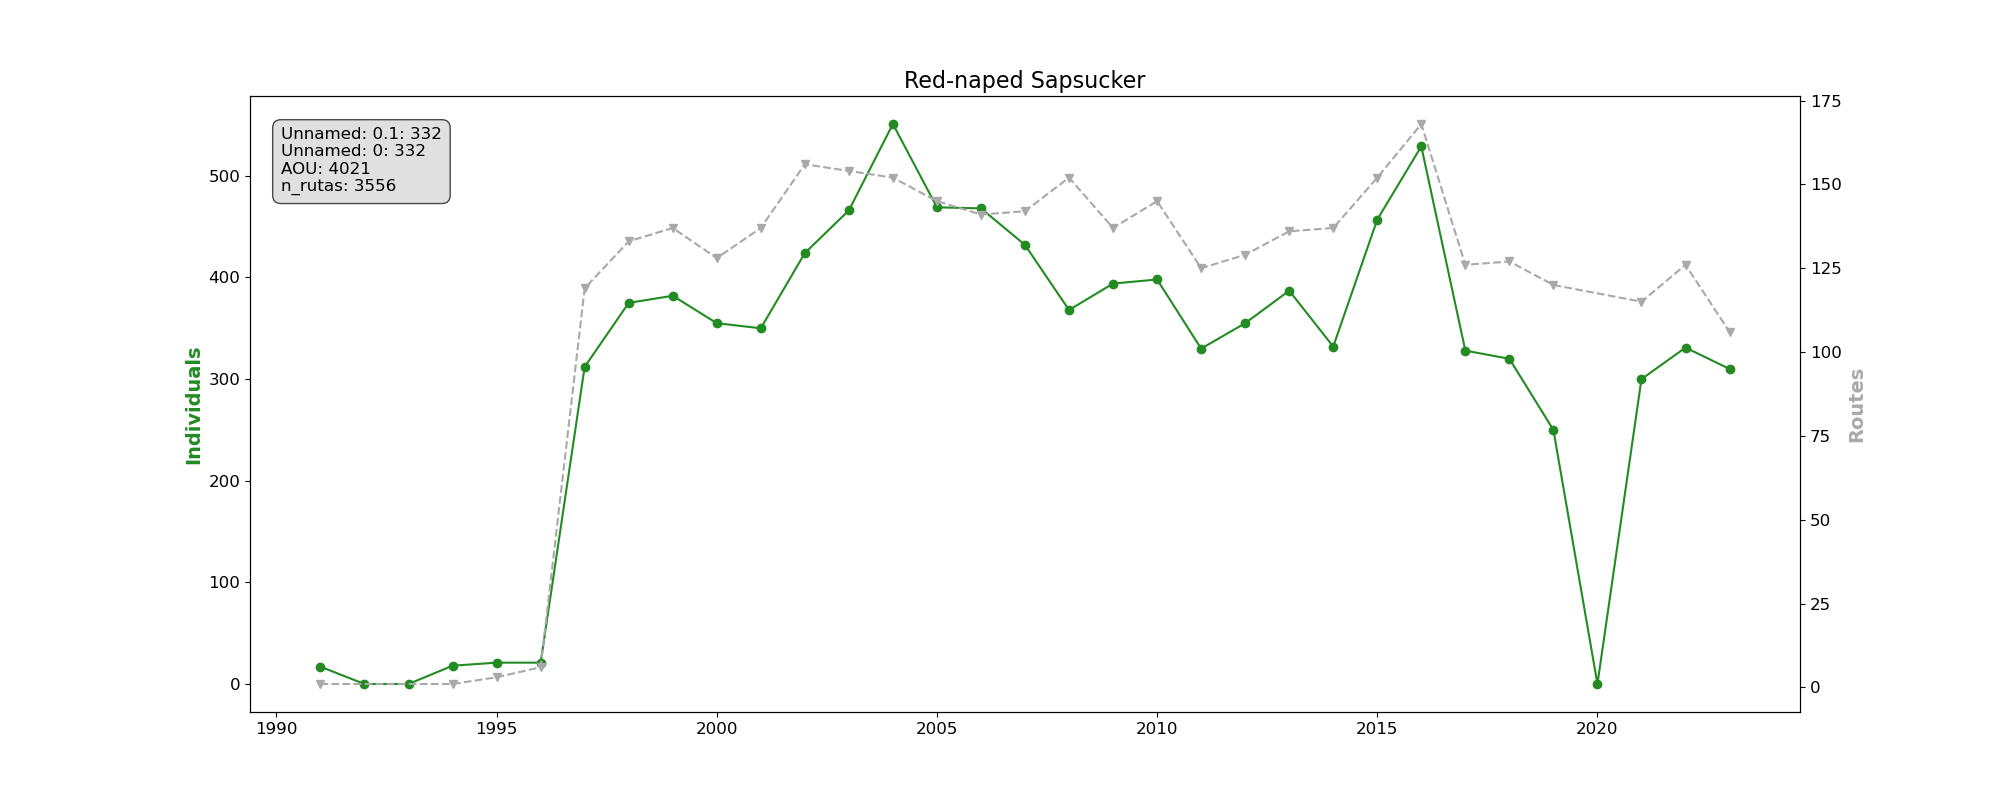 Red-naped Sapsucker
Unnamed: 0.1: 332
Unnamed: 0: 332
AOU: 4021
n_rutas: 3556
Individuals
500
400
300
200
100
0
175
150
125
100
75
50
25
0
Routes
1990 1995 2000 2005 2010 2015 2020